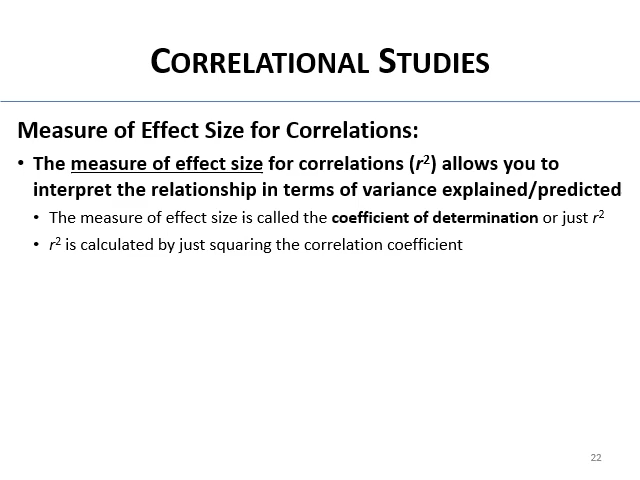 CORRELATIONAL STUDIES
Measure of Effect Size for Correlations:
• The measure of effect size for correlations (r²) allows you to
interpret the relationship in terms of variance explained/predicted
• The measure of effect size is called the coefficient of determination or just r²
• r² is calculated by just squaring the correlation coefficient
22